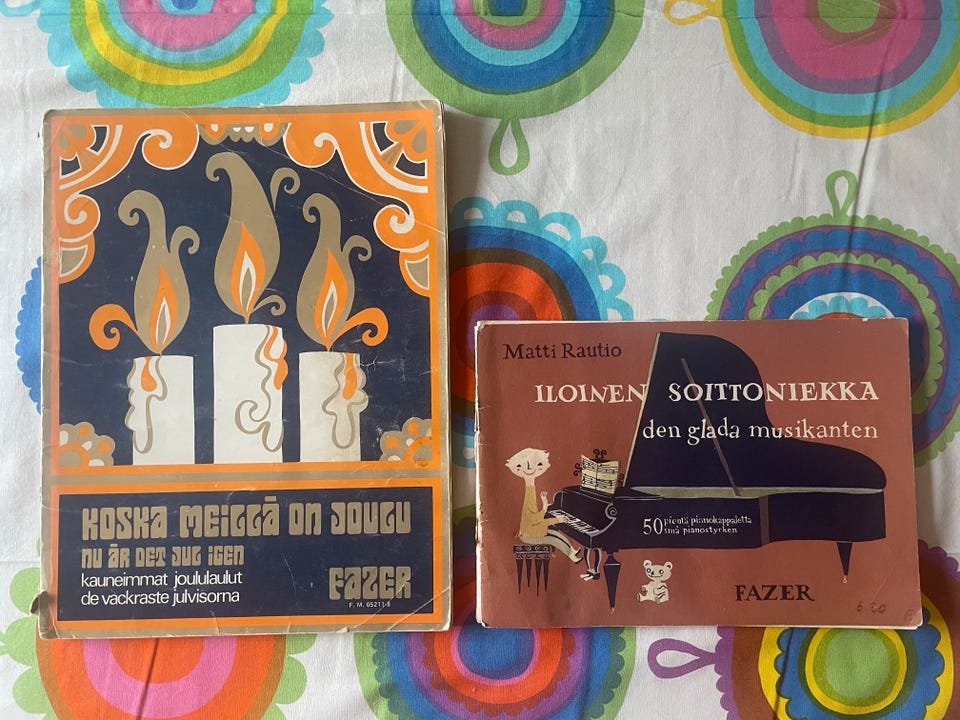 KOSKA MEILLÄ ON JOULU
NU ÄR DET JUL IGEN
kauneimmat joululaulut
de vackraste julvisorna
FAZER
F. M. 05211-8
Matti Rautio
ILOINEN SOITTONIEKKA
den glada musikanten
50 pientä pianokappaletta
små pianostycken
FAZER